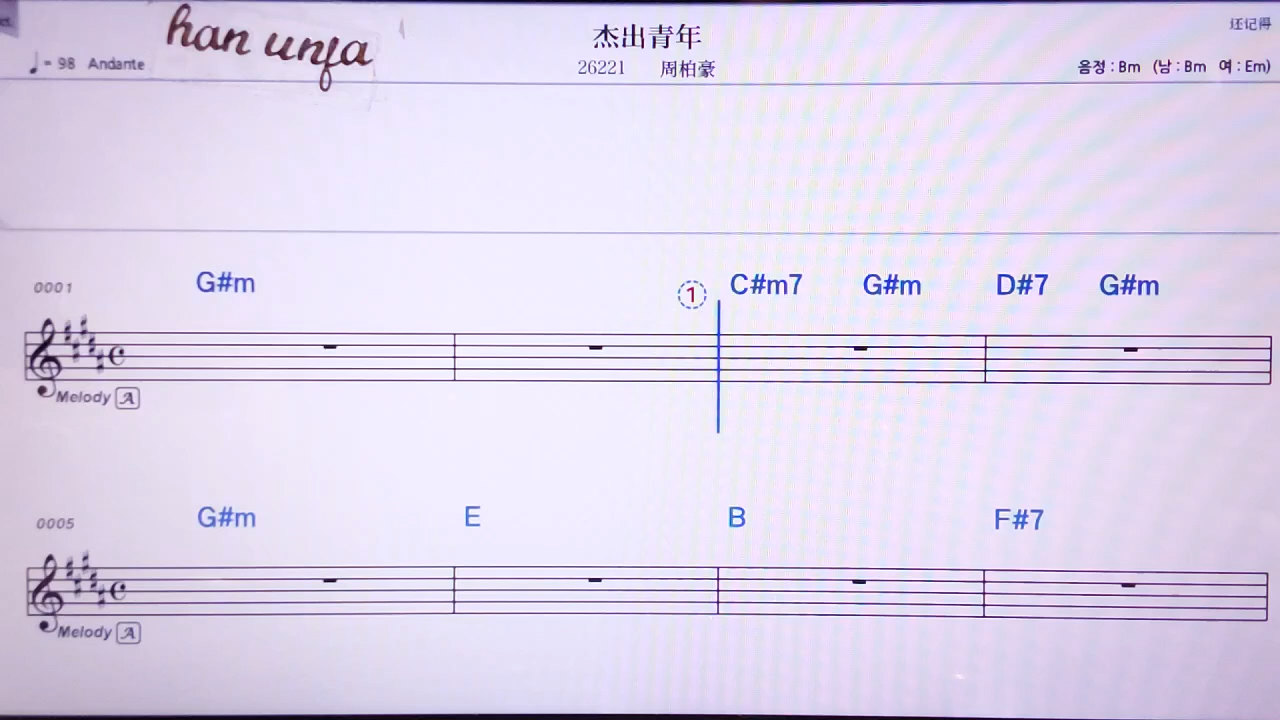 han unfa
杰出青年
还记得
♩= 98 Andante
26221 周柏豪
음정 : Bm (남 : Bm 여 : Em)
0001 G#m ① C#m7 G#m D#7 G#m
Melody A
0005 G#m E B F#7
Melody A